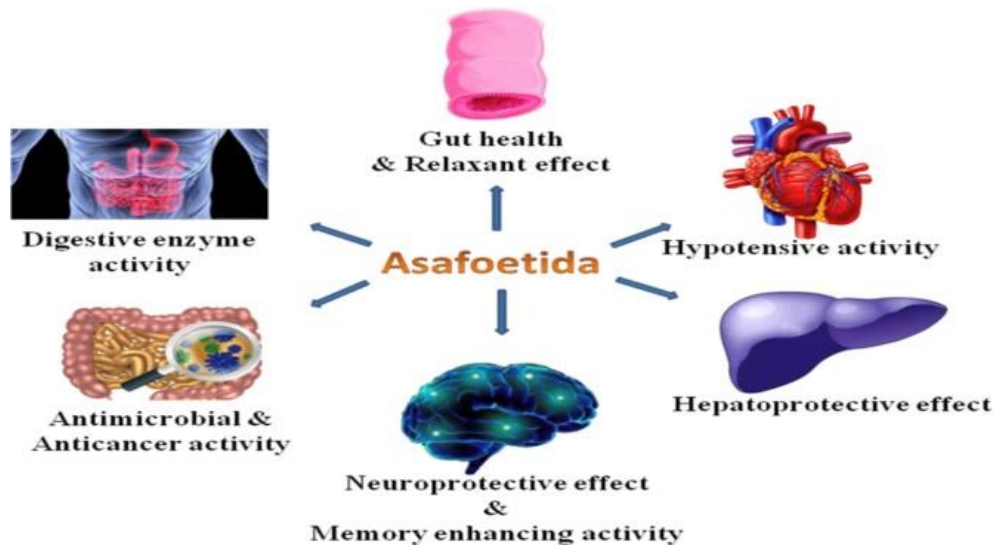 Gut health
& Relaxant effect
Digestive enzyme
activity
Asafoetida
Hypotensive activity
Antimicrobial &
Anticancer activity
Hepatoprotective effect
Neuroprotective effect
&
Memory enhancing activity